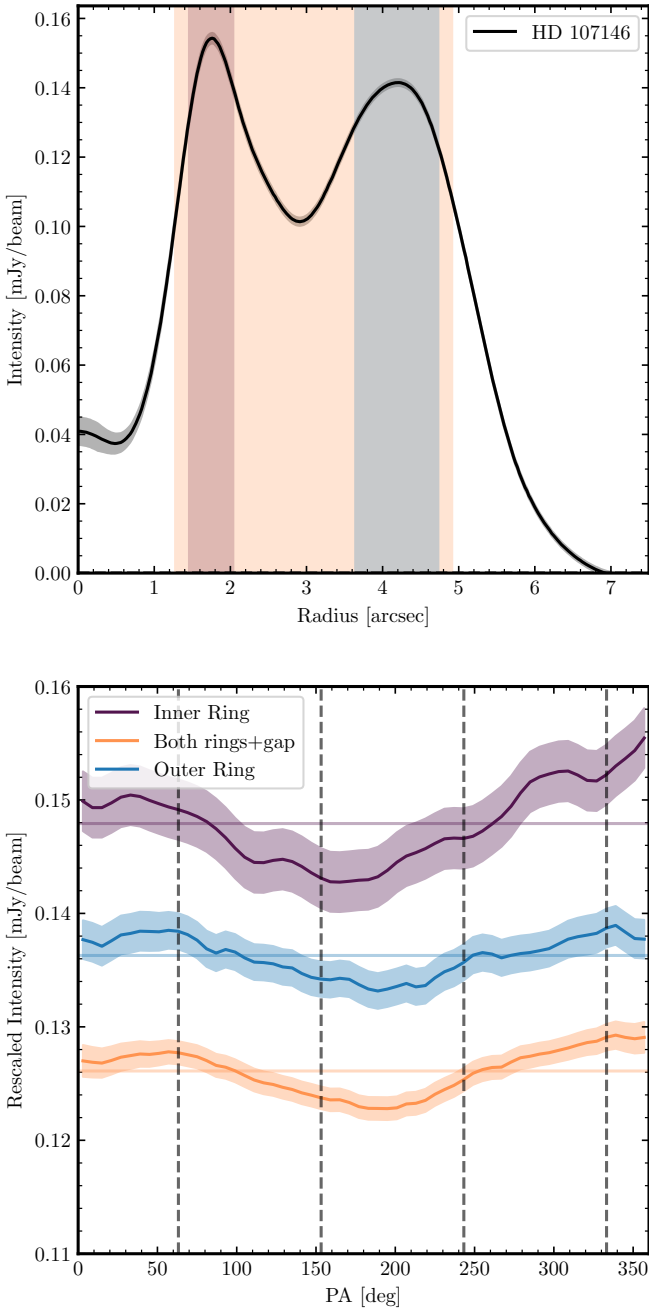 HD 107146
0.16
0.14
0.12
0.10
0.08
0.06
0.04
0.02
0.00
Intensity [mJy/beam]
0 1 2 3 4 5 6 7
Radius [arcsec]
Inner Ring
Both rings+gap
Outer Ring
0.16
0.15
0.14
0.13
0.12
0.11
Rescaled Intensity [mJy/beam]
0 50 100 150 200 250 300 350
PA [deg]